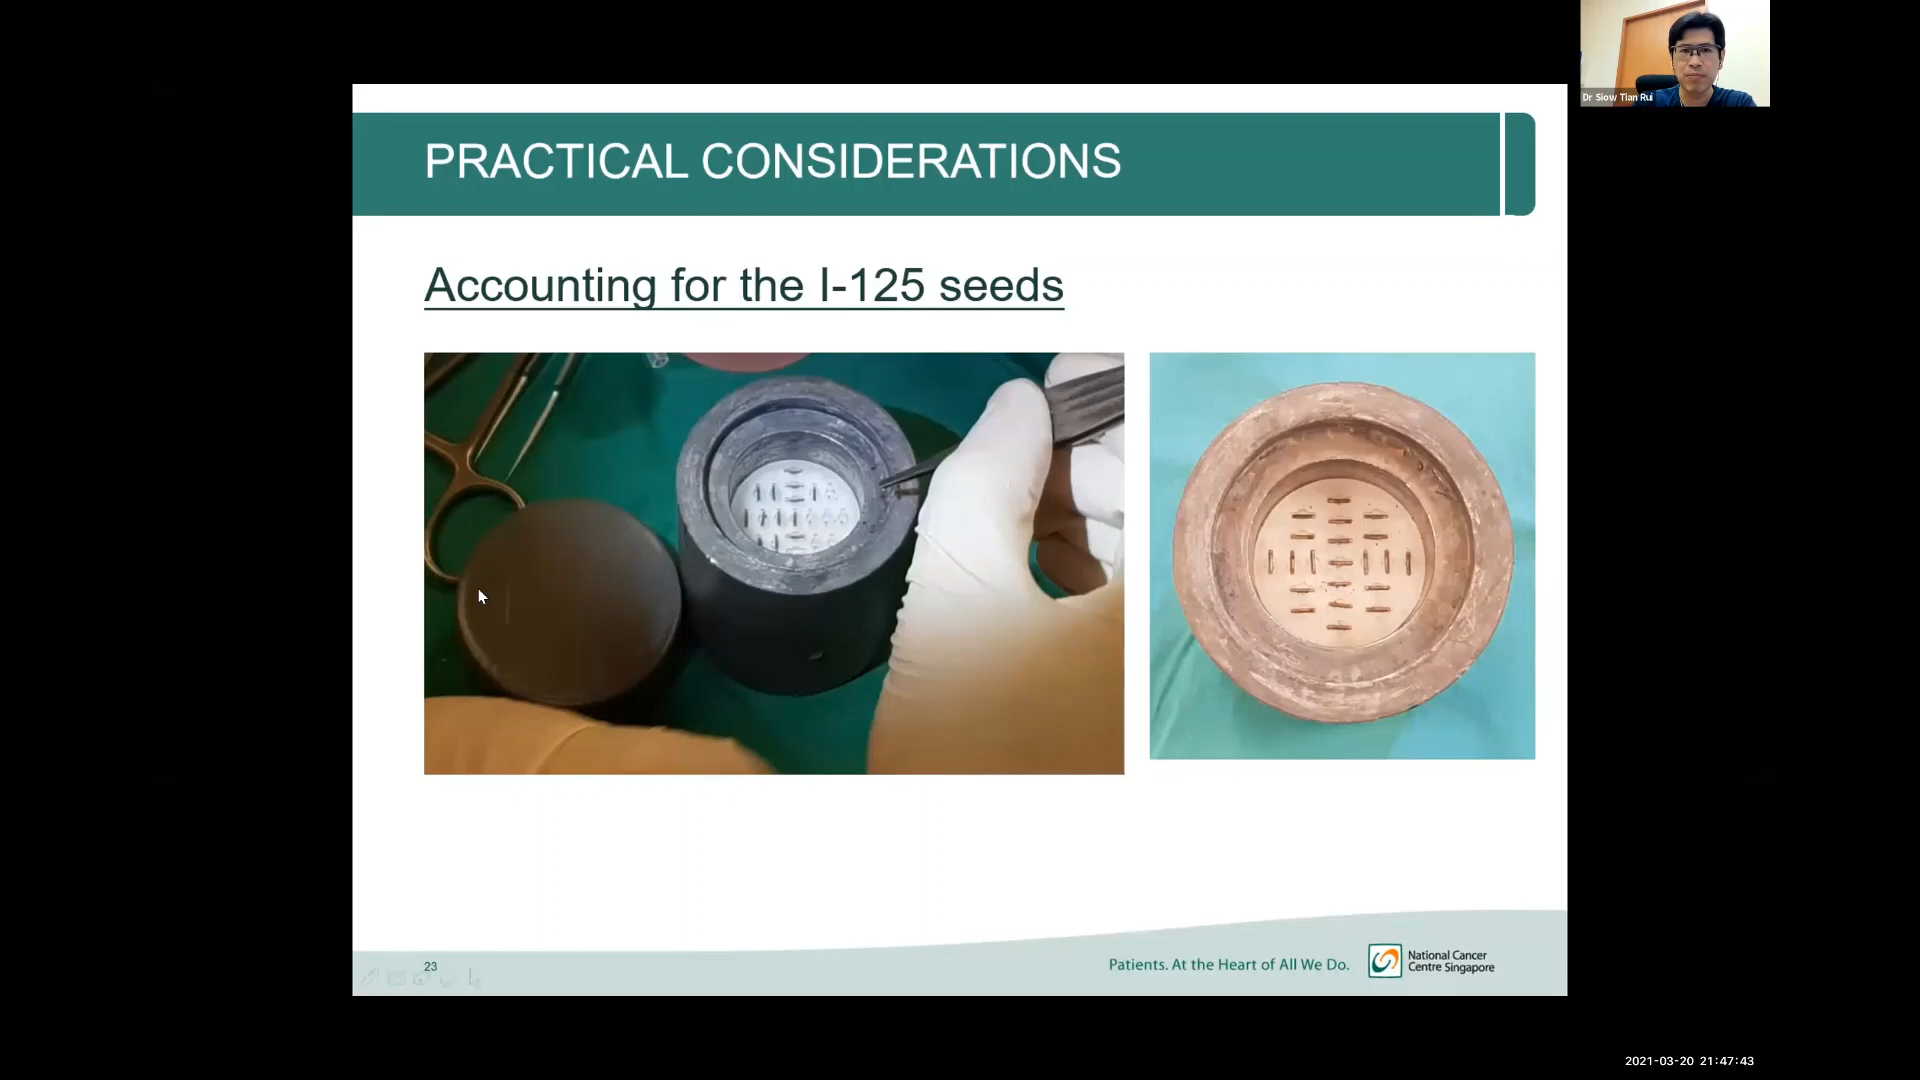 Dr Siow Tian Rui
PRACTICAL CONSIDERATIONS
Accounting for the I-125 seeds
23
Patients. At the Heart of All We Do.
National Cancer
Centre Singapore
2021-03-20 21:47:43